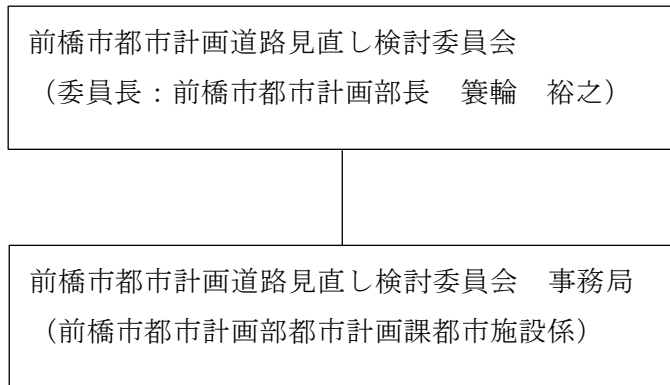 前橋市都市計画道路見直し検討委員会
（委員長：前橋市都市計画部長　簑輪　裕之）
前橋市都市計画道路見直し検討委員会　事務局
（前橋市都市計画部都市計画課都市施設係）